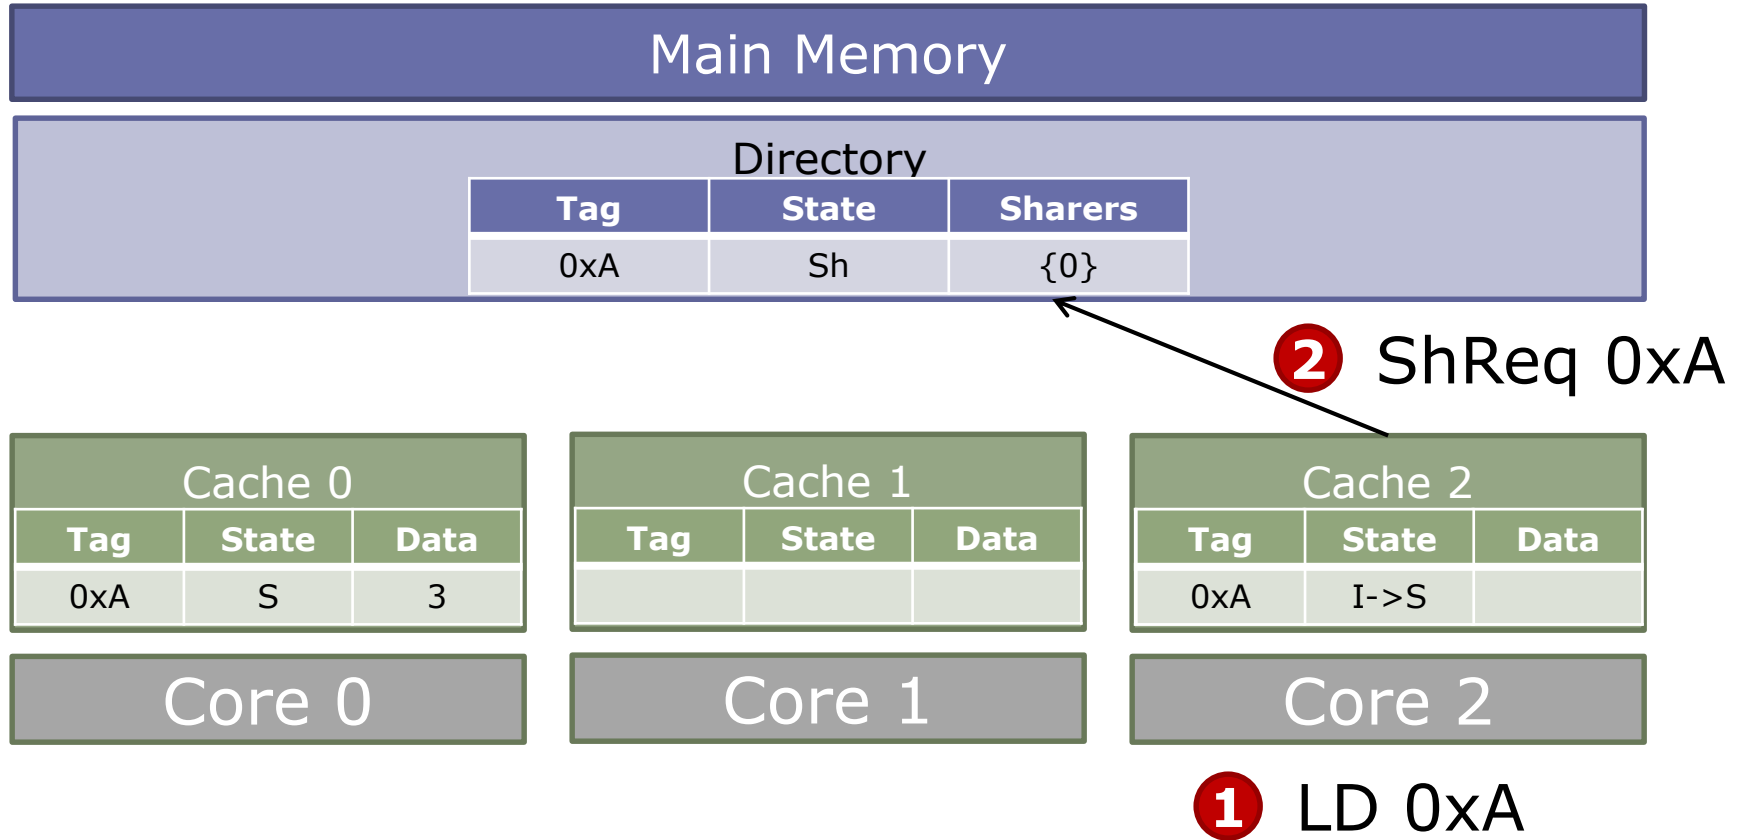 Main Memory
Directory
Tag State Sharers
0xA Sh {0}
2 ShReq 0xA
Cache 0
Tag State Data
0xA S 3
Cache 1
Tag State Data
Cache 2
Tag State Data
0xA I->S
Core 0
Core 1
Core 2
1 LD 0xA